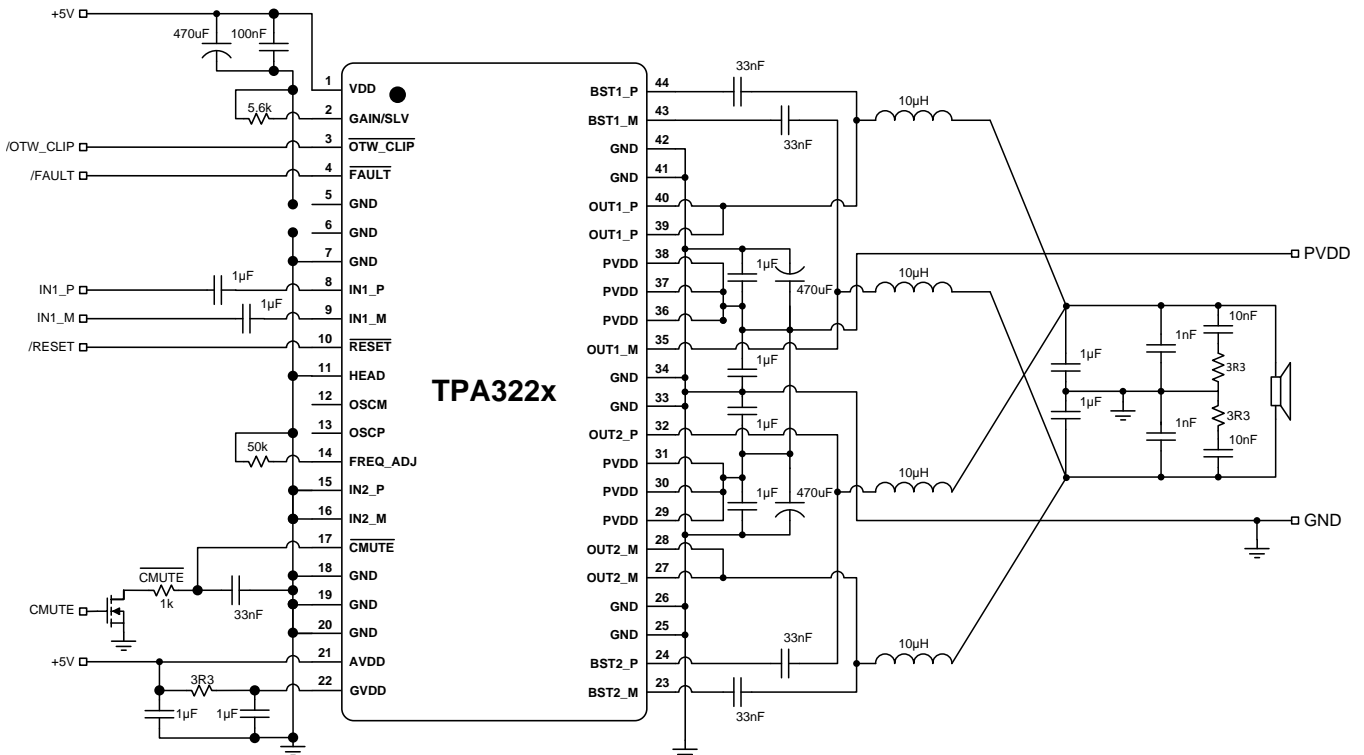 +5V
470uF
100nF
5.6k
/OTW_CLIP
/FAULT
1µF
IN1_P
1µF
IN1_M
/RESET
50k
CMUTE
1k
33nF
CMUTE
+5V
3R3
1µF
1µF
1 VDD
2 GAIN/SLV
3 OTW_CLIP
4 FAULT
5 GND
6 GND
7 GND
8 IN1_P
9 IN1_M
10 RESET
11 HEAD
12 OSCM
13 OSCP
14 FREQ_ADJ
15 IN2_P
16 IN2_M
17 CMUTE
18 GND
19 GND
20 GND
21 AVDD
22 GVDD
TPA322x
BST1_P 44
BST1_M 43
GND 42
GND 41
OUT1_P 40
OUT1_P 39
PVDD 38
PVDD 37
PVDD 36
OUT1_M 35
GND 34
GND 33
OUT2_P 32
PVDD 31
PVDD 30
PVDD 29
OUT2_M 28
OUT2_M 27
GND 26
GND 25
BST2_P 24
BST2_M 23
33nF
33nF
1µF
470uF
1µF
1µF
1µF
470uF
33nF
33nF
10µH
10µH
10µH
10µH
PVDD
1µF
1nF
10nF
3R3
1µF
1nF
3R3
10nF
GND